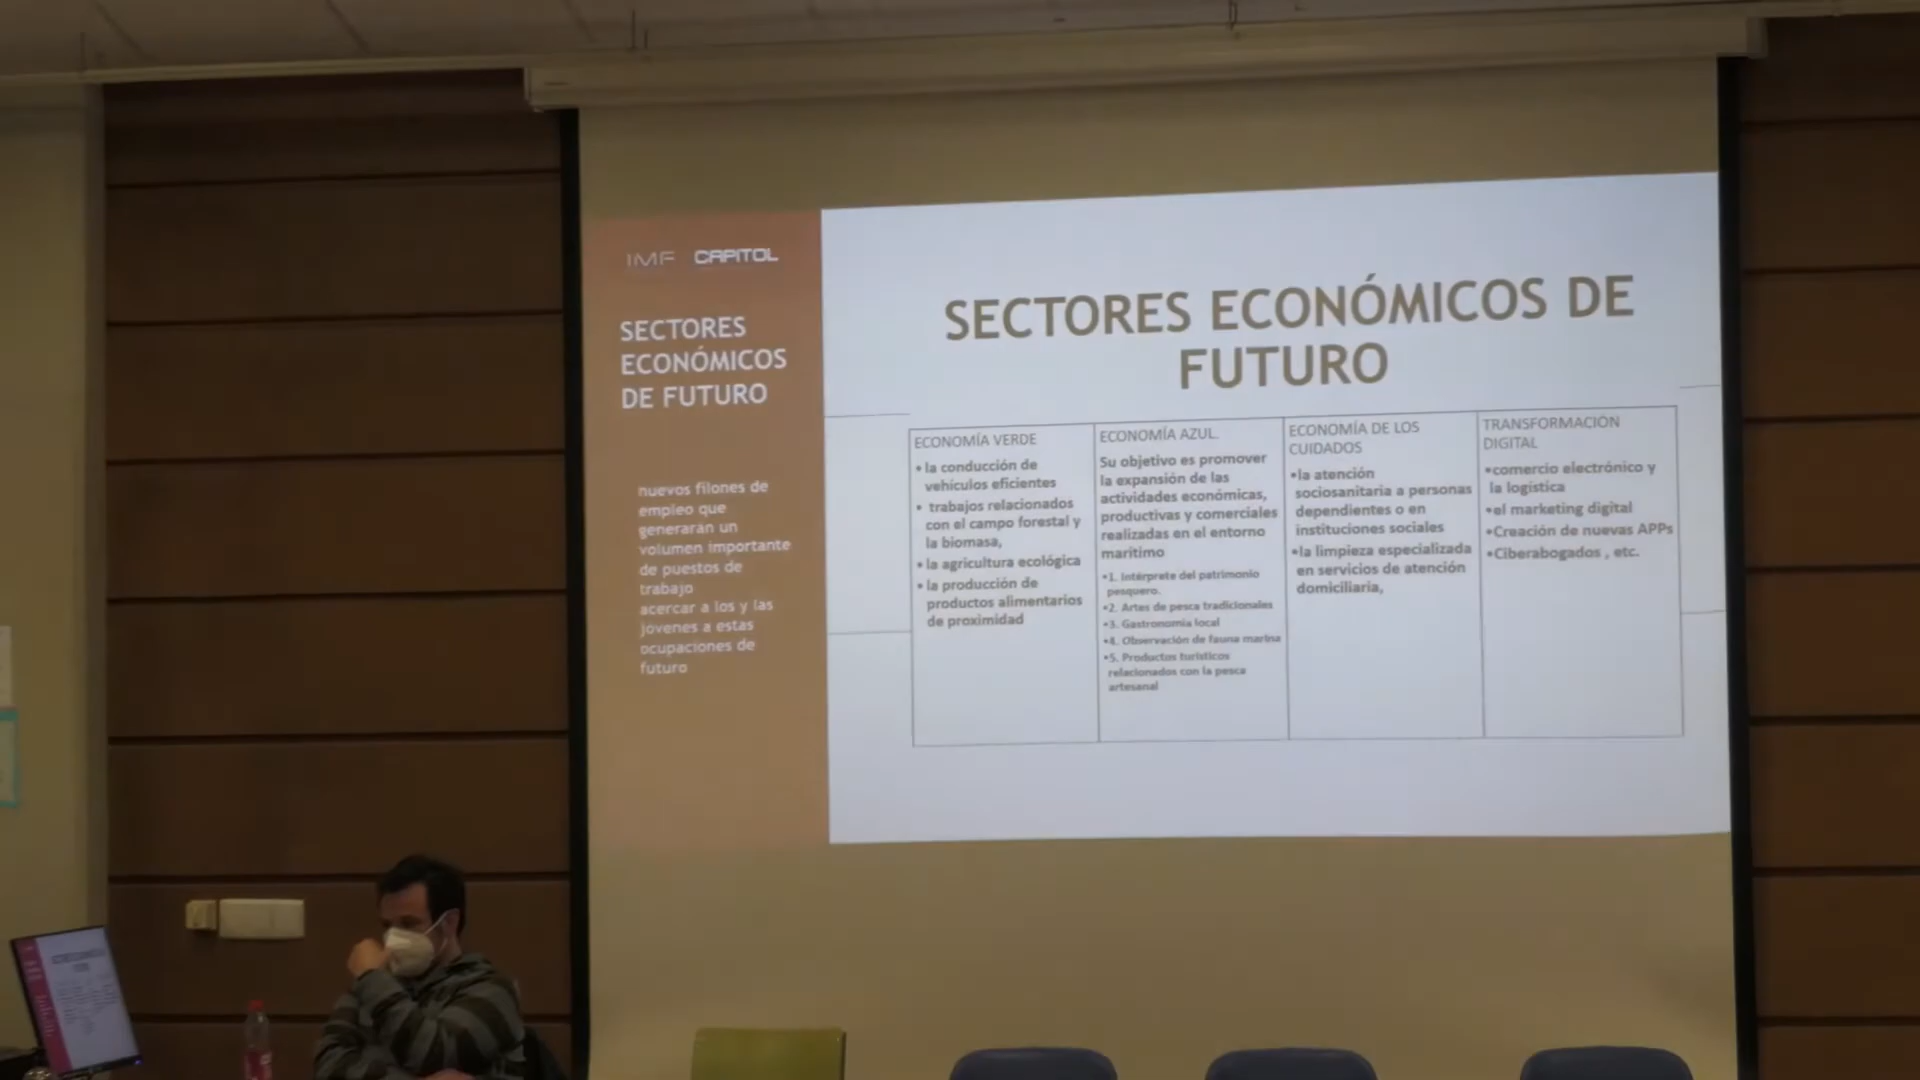 IMF CAPITOL
SECTORES
ECONÓMICOS
DE FUTURO
nuevos filones de
empleo que
generarán un
volumen importante
de puestos de
trabajo
acercar a los y las
jovenes a estas
ocupaciones de
futuro
SECTORES ECONÓMICOS DE
FUTURO
ECONOMÍA VERDE
• la conducción de
vehículos eficientes
• trabajos relacionados
con el campo forestal y
la biomasa,
• la agricultura ecológica
• la producción de
productos alimentarios
de proximidad
ECONOMÍA AZUL.
Su objetivo es promover
la expansión de las
actividades económicas,
productivas y comerciales
realizadas en el entorno
marítimo
•1. Intérprete del patrimonio
pesquero.
•2. Artes de pesca tradicionales
•3. Gastronomía local
•4. Observación de fauna marina
•5. Productos turísticos
relacionados con la pesca
artesanal
ECONOMÍA DE LOS
CUIDADOS
•la atención
sociosanitaria a personas
dependientes o en
instituciones sociales
•la limpieza especializada
en servicios de atención
domiciliaria,
TRANSFORMACIÓN
DIGITAL
•comercio electrónico y
la logística
•el marketing digital
•Creación de nuevas APPs
•Ciberabogados , etc.